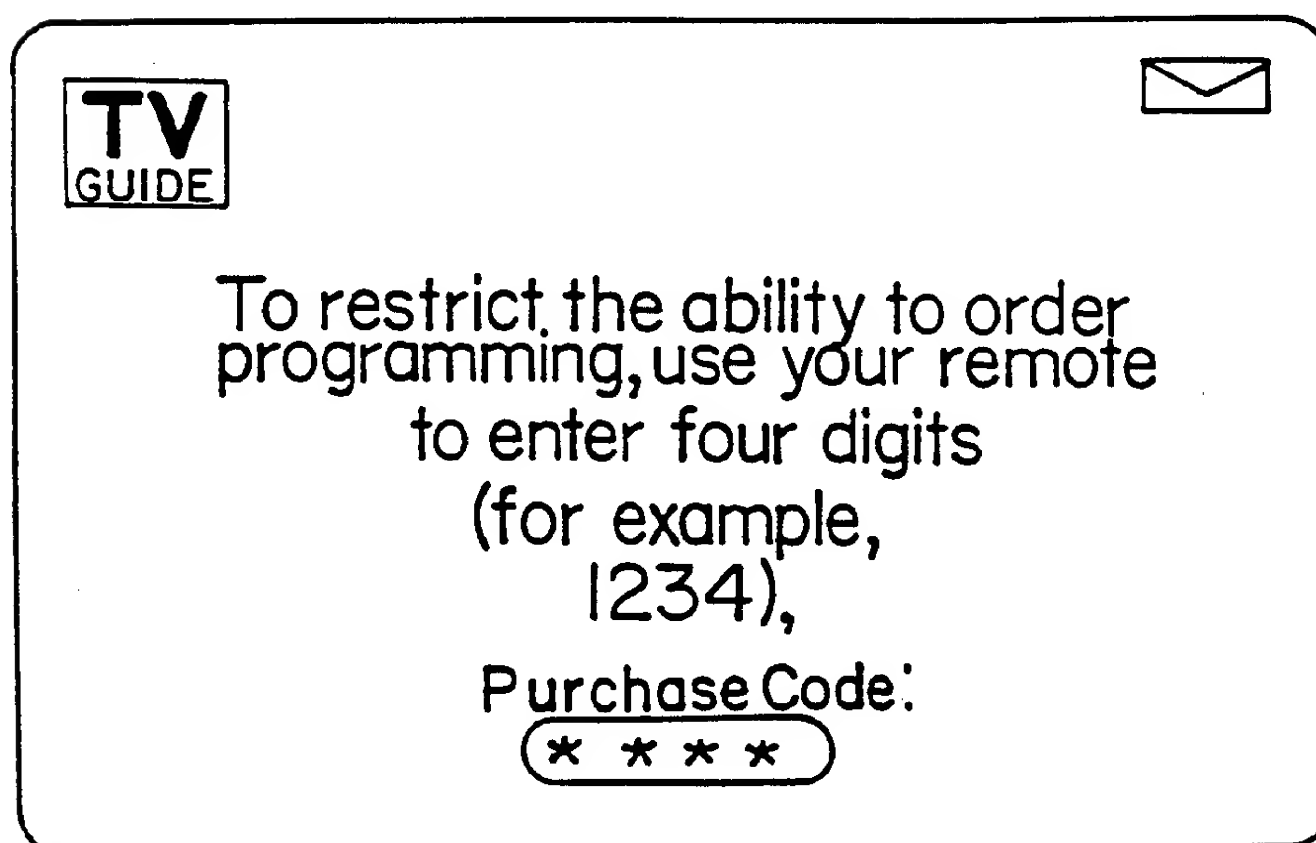 TV
GUIDE
To restrict the ability to order
programming, use your remote
to enter four digits
(for example,
1234),
Purchase Code:
* * * *